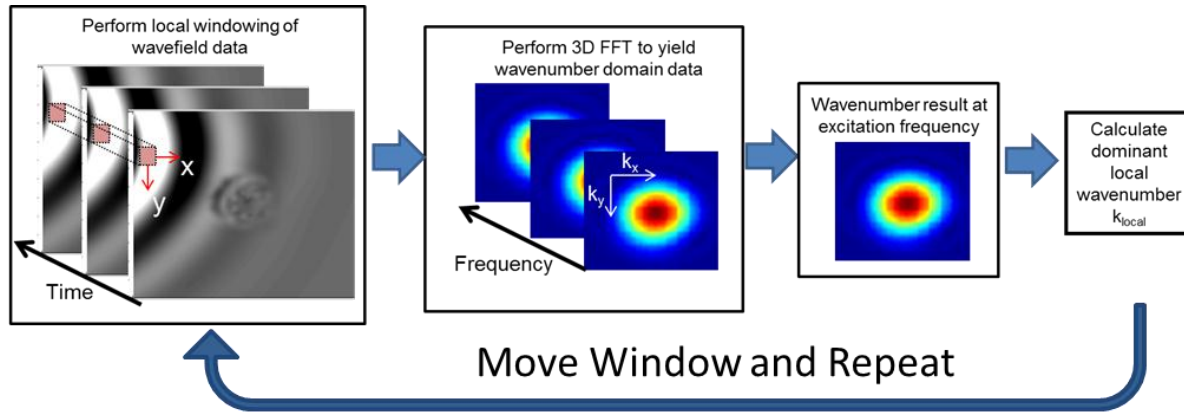 Perform local windowing of
wavefield data
x
y
Time
Perform 3D FFT to yield
wavenumber domain data
kx
ky
Frequency
Wavenumber result at
excitation frequency
Calculate
dominant
local
wavenumber
klocal
Move Window and Repeat